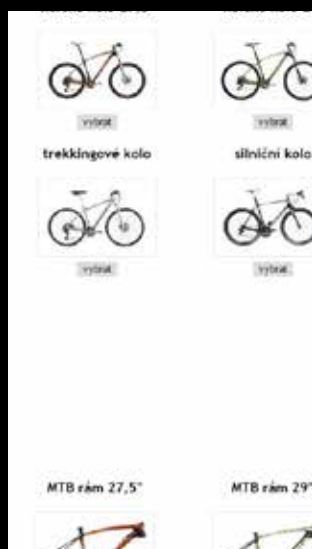 vybrat vybrat
trekkingové kolo silniční kolo
vybrat vybrat
MTB rám 27,5" MTB rám 29"